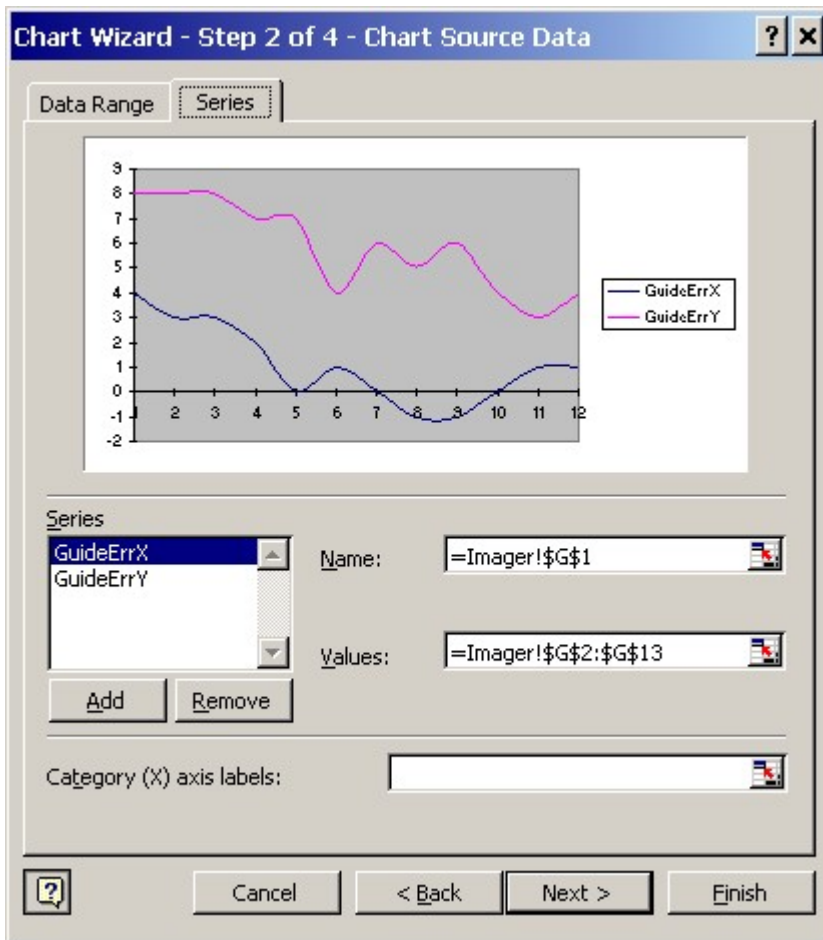 Chart Wizard - Step 2 of 4 - Chart Source Data ? ×
Data Range Series
9
8
7
6
5
4
3
2
1
0
-1
-2
1 2 3 4 5 6 7 8 9 10 11 12
GuideErrX
GuideErrY
Series
GuideErrX
GuideErrY
Name: =Imager!$G$1
Values: =Imager!$G$2:$G$13
Add Remove
Category (X) axis labels:
? Cancel < Back Next > Finish